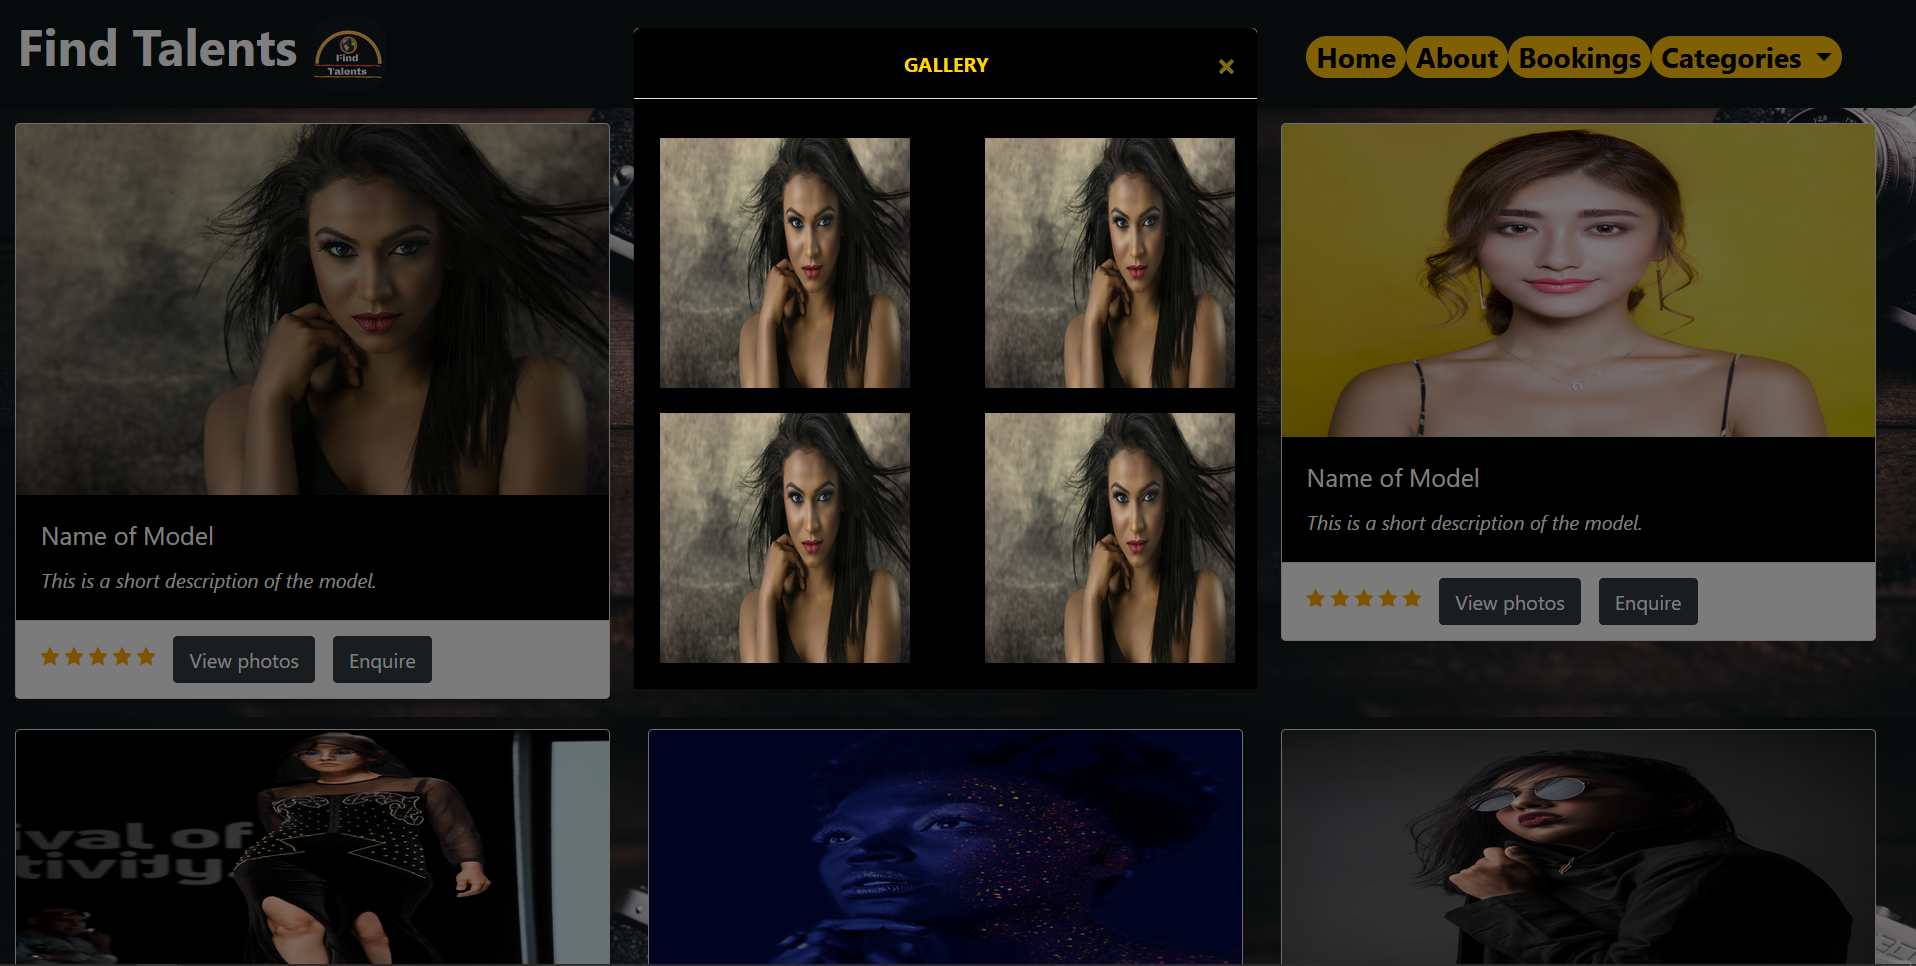 Find Talents
Find
Talents
Home
About
Bookings
Categories
GALLERY
×
Name of Model
This is a short description of the model.
View photos
Enquire
Name of Model
This is a short description of the model.
View photos
Enquire
ival of
tivity.